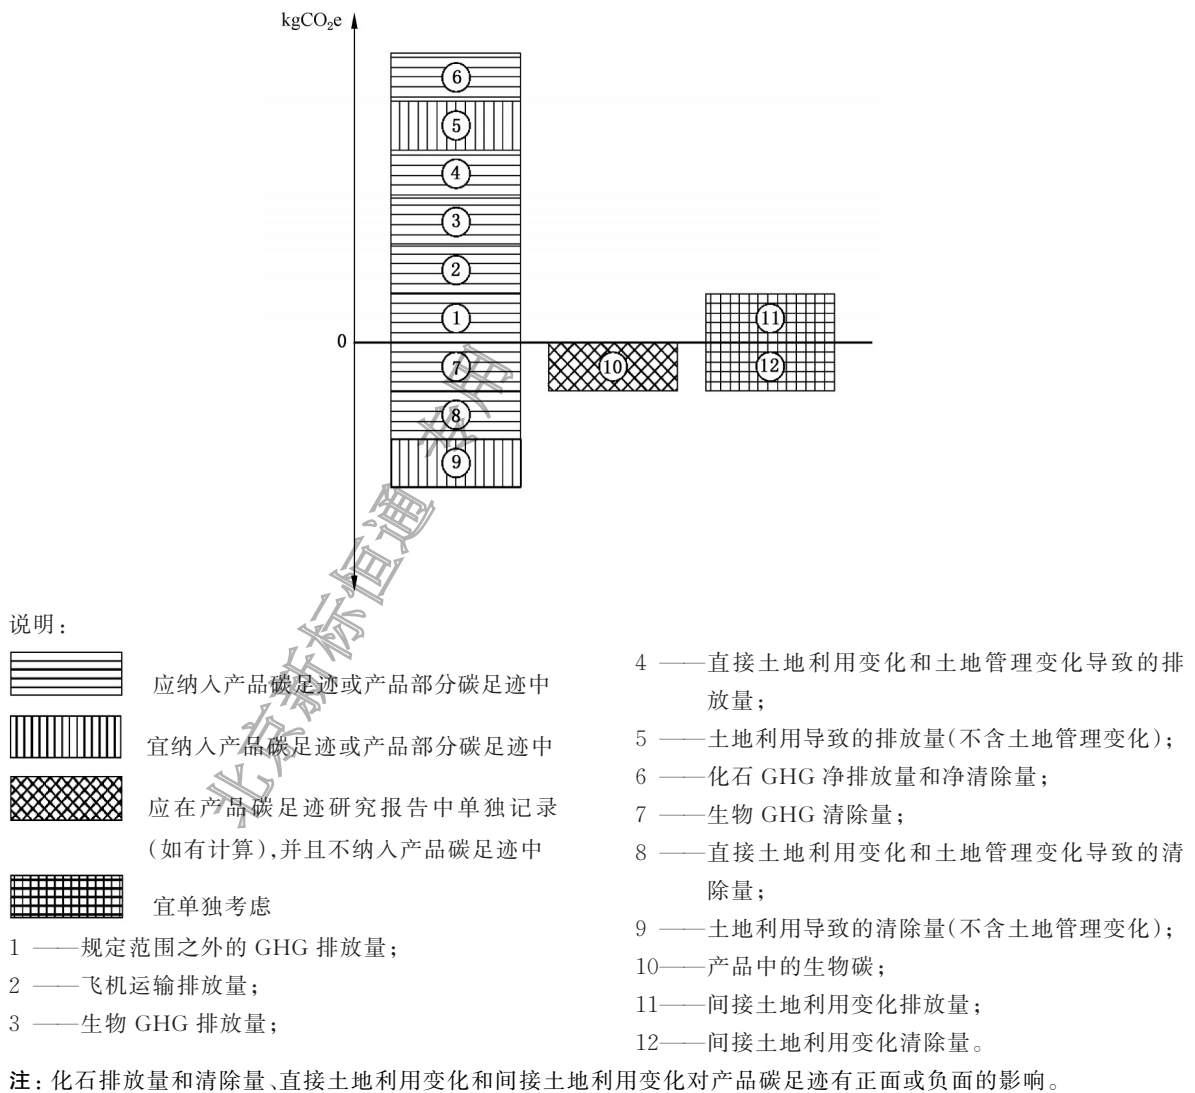 kgCO₂e
6
5
4
3
2
1
11
0
7
10
12
8
9
北京新标恒通 专用
说明:
应纳入产品碳足迹或产品部分碳足迹中
宜纳入产品碳足迹或产品部分碳足迹中
应在产品碳足迹研究报告中单独记录
(如有计算),并且不纳入产品碳足迹中
宜单独考虑
1 ——规定范围之外的 GHG 排放量;
2 ——飞机运输排放量;
3 ——生物 GHG 排放量;
4 ——直接土地利用变化和土地管理变化导致的排
放量;
5 ——土地利用导致的排放量(不含土地管理变化);
6 ——化石 GHG 净排放量和净清除量;
7 ——生物 GHG 清除量;
8 ——直接土地利用变化和土地管理变化导致的清
除量;
9 ——土地利用导致的清除量(不含土地管理变化);
10——产品中的生物碳;
11——间接土地利用变化排放量;
12——间接土地利用变化清除量。
注: 化石排放量和清除量、直接土地利用变化和间接土地利用变化对产品碳足迹有正面或负面的影响。